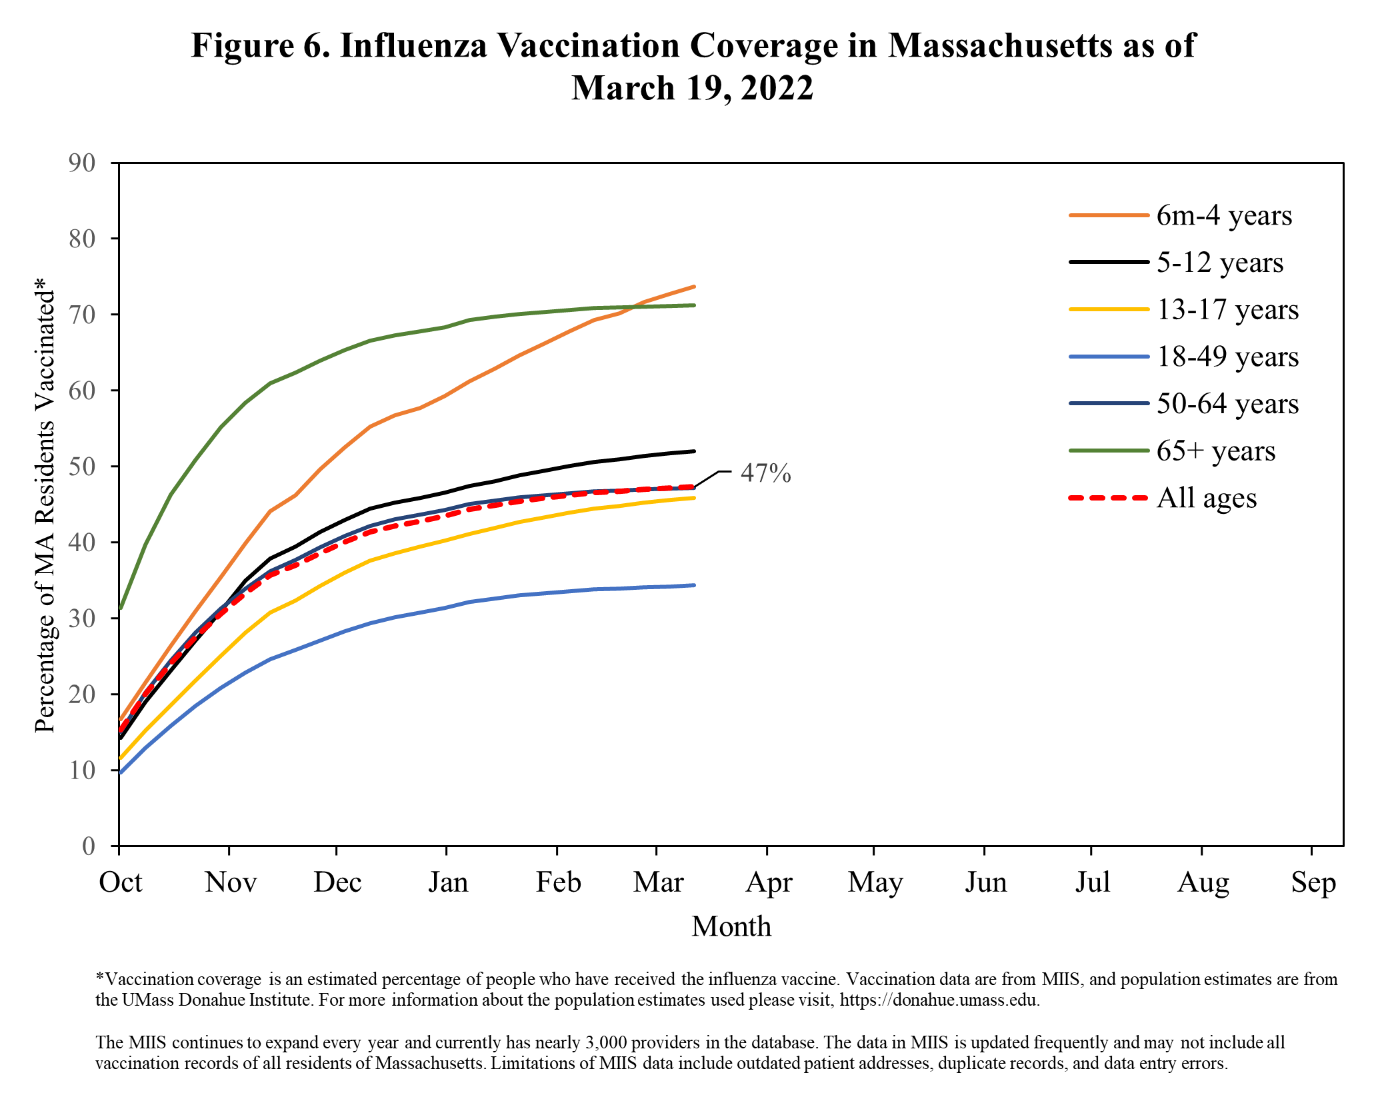 Figure 6. Influenza Vaccination Coverage in Massachusetts as of
March 19, 2022
Percentage of MA Residents Vaccinated*
90
80
70
60
50
40
30
20
10
0
6m-4 years
5-12 years
13-17 years
18-49 years
50-64 years
65+ years
All ages
47%
Oct Nov Dec Jan Feb Mar Apr May Jun Jul Aug Sep
Month
*Vaccination coverage is an estimated percentage of people who have received the influenza vaccine. Vaccination data are from MIIS, and population estimates are from
the UMass Donahue Institute. For more information about the population estimates used please visit, https://donahue.umass.edu.
The MIIS continues to expand every year and currently has nearly 3,000 providers in the database. The data in MIIS is updated frequently and may not include all
vaccination records of all residents of Massachusetts. Limitations of MIIS data include outdated patient addresses, duplicate records, and data entry errors.